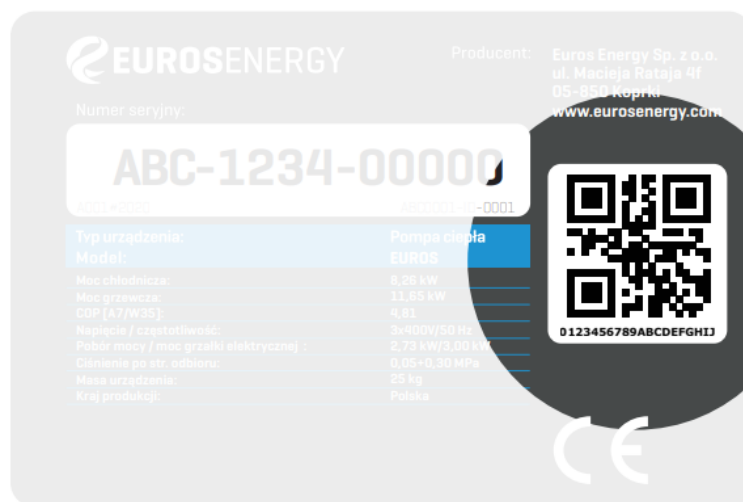 EUROSENERGY
Producent:
Euros Energy Sp. z o.o.
ul. Macieja Rataja 4f
05-850 Koprki
www.eurosenergy.com
Numer seryjny:
ABC-1234-00000
-0001
Typ urządzenia: Pompa ciepła
Model: EUROS
Moc chłodnicza: 8,26 kW
Moc grzewcza: 11,65 kW
COP [A7/W35]: 4,81
Napięcie / częstotliwość: 3x400V/50 Hz
Pobór mocy / moc grzałki elektrycznej : 2,73 kW/3,00 kW
Ciśnienie po str. odbioru: 0,05÷0,30 MPa
Masa urządzenia: 25 kg
Kraj produkcji: Polska
0123456789ABCDEFGHIJ
CE